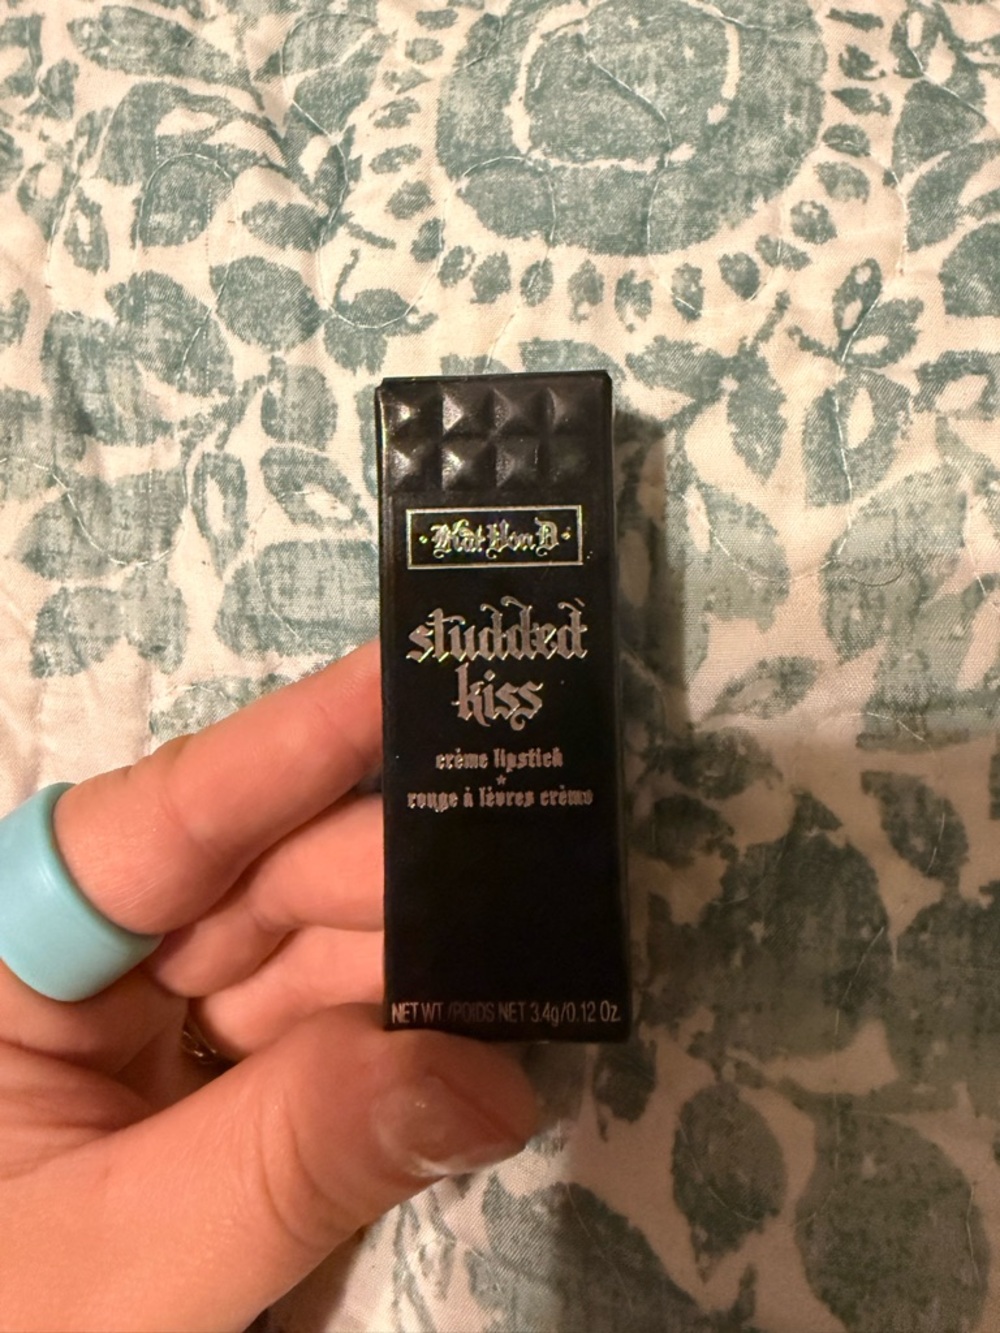 ·Kat Von D·
studded
kiss
crème lipstick
rouge à lèvres crème
NET WT /POIDS NET 3.4g/0.12 Oz.